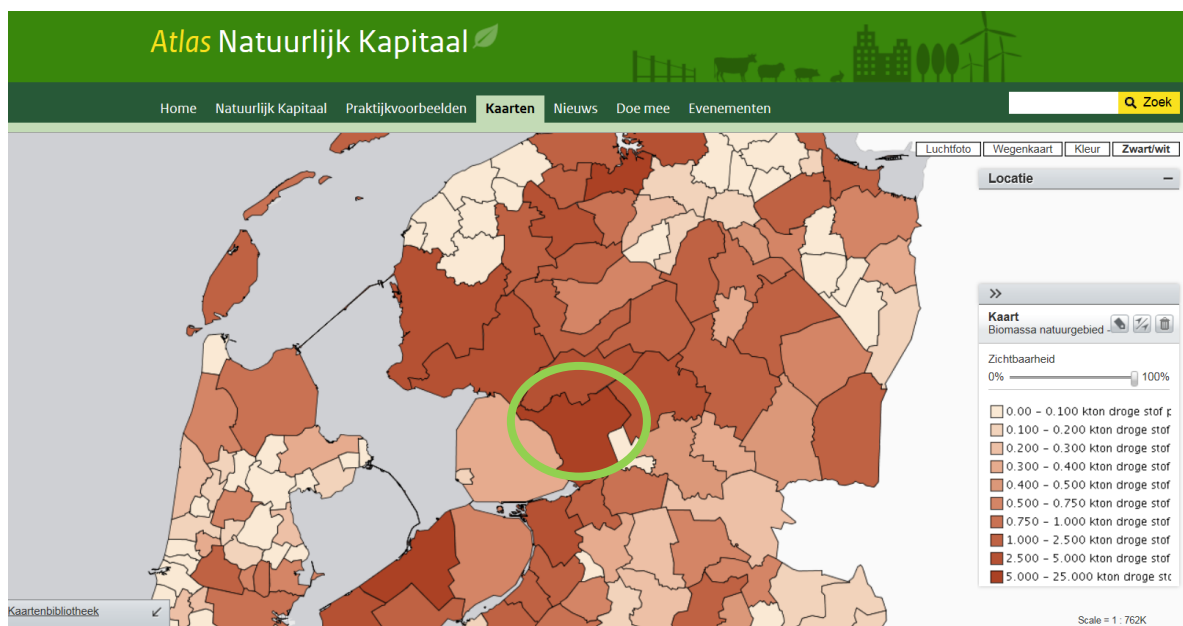 Atlas Natuurlijk Kapitaal
Home Natuurlijk Kapitaal Praktijkvoorbeelden Kaarten Nieuws Doe mee Evenementen
Zoek
Luchtfoto Wegenkaart Kleur Zwart/wit
Locatie
Kaart
Biomassa natuurgebied -
Zichtbaarheid
0% 100%
0.00 - 0.100 kton droge stof p
0.100 - 0.200 kton droge stof
0.200 - 0.300 kton droge stof
0.300 - 0.400 kton droge stof
0.400 - 0.500 kton droge stof
0.500 - 0.750 kton droge stof
0.750 - 1.000 kton droge stof
1.000 - 2.500 kton droge stof
2.500 - 5.000 kton droge stof
5.000 - 25.000 kton droge sto
Kaartenbibliotheek
Scale = 1 : 762K